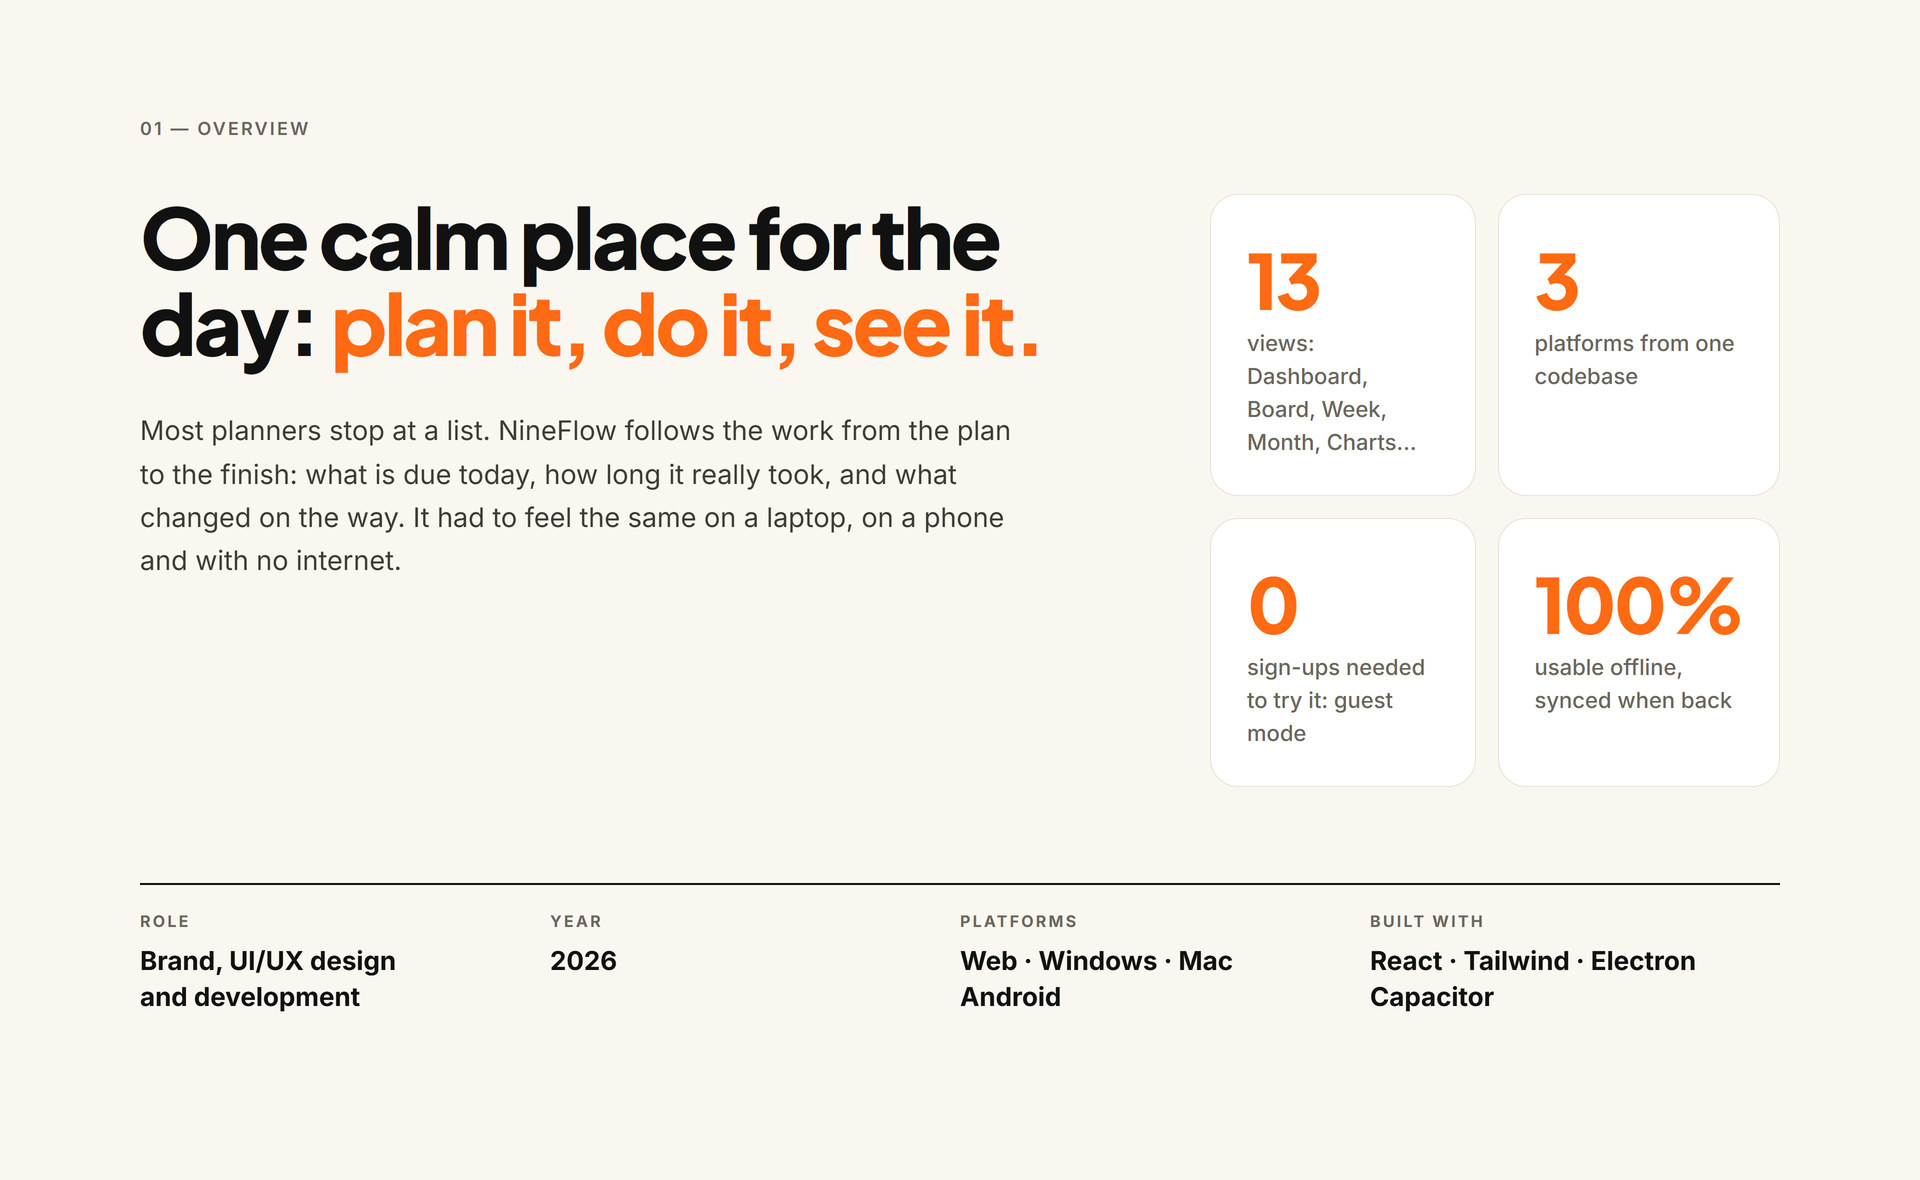 01 — OVERVIEW
One calm place for the
day: plan it, do it, see it.
Most planners stop at a list. NineFlow follows the work from the plan
to the finish: what is due today, how long it really took, and what
changed on the way. It had to feel the same on a laptop, on a phone
and with no internet.
13
views:
Dashboard,
Board, Week,
Month, Charts...
3
platforms from one
codebase
0
sign-ups needed
to try it: guest
mode
100%
usable offline,
synced when back
ROLE
Brand, UI/UX design
and development
YEAR
2026
PLATFORMS
Web · Windows · Mac
Android
BUILT WITH
React · Tailwind · Electron
Capacitor